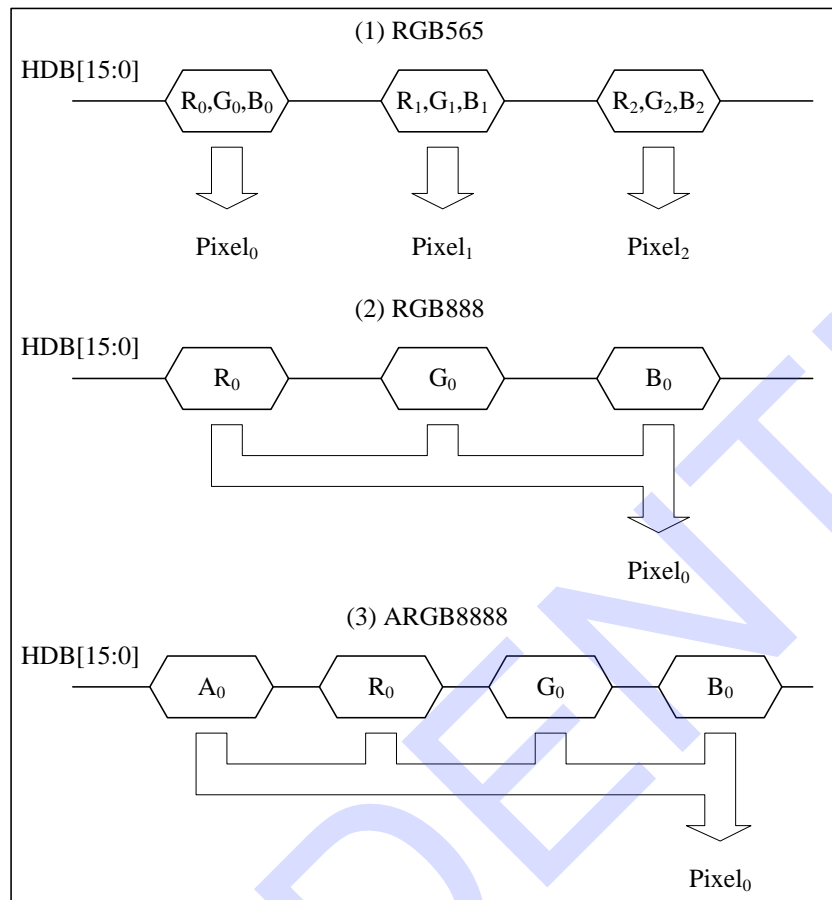 (1) RGB565
HDB[15:0]
R₀,G₀,B₀ R₁,G₁,B₁ R₂,G₂,B₂
Pixel₀ Pixel₁ Pixel₂
(2) RGB888
HDB[15:0]
R₀ G₀ B₀
Pixel₀
(3) ARGB8888
HDB[15:0]
A₀ R₀ G₀ B₀
Pixel₀
DENT